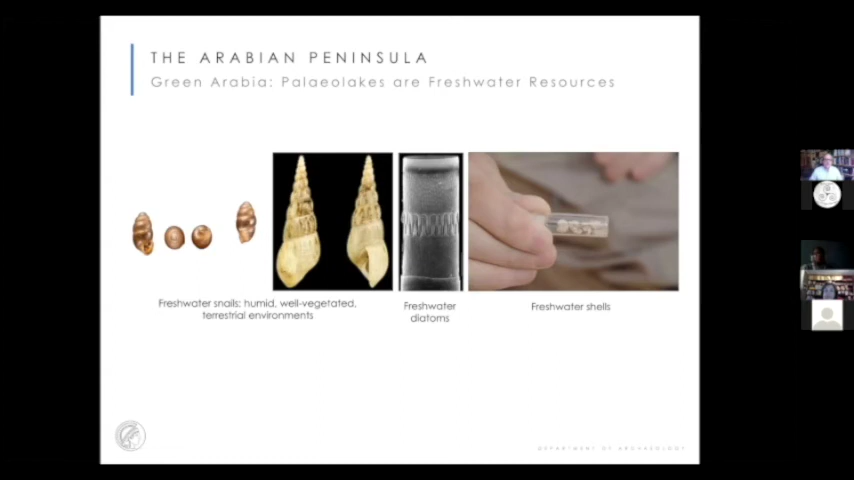 THE ARABIAN PENINSULA
Green Arabia: Palaeolakes are Freshwater Resources
Freshwater snails: humid, well-vegetated,
terrestrial environments
Freshwater
diatoms
Freshwater shells
DEPARTMENT OF ARCHAEOLOGY